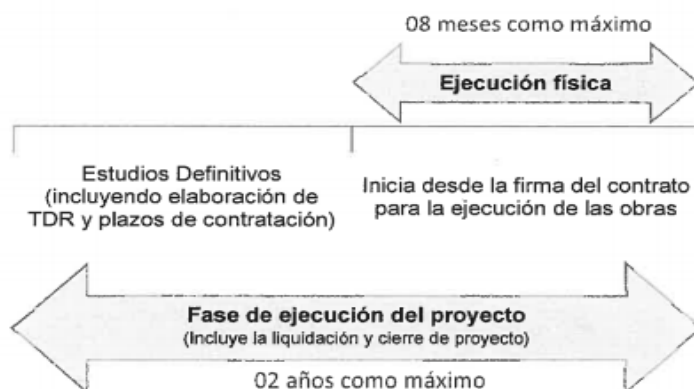 08 meses como máximo
Ejecución física
Estudios Definitivos
(incluyendo elaboración de
TDR y plazos de contratación)
Inicia desde la firma del contrato
para la ejecución de las obras
Fase de ejecución del proyecto
(Incluye la liquidación y cierre de proyecto)
02 años como máximo